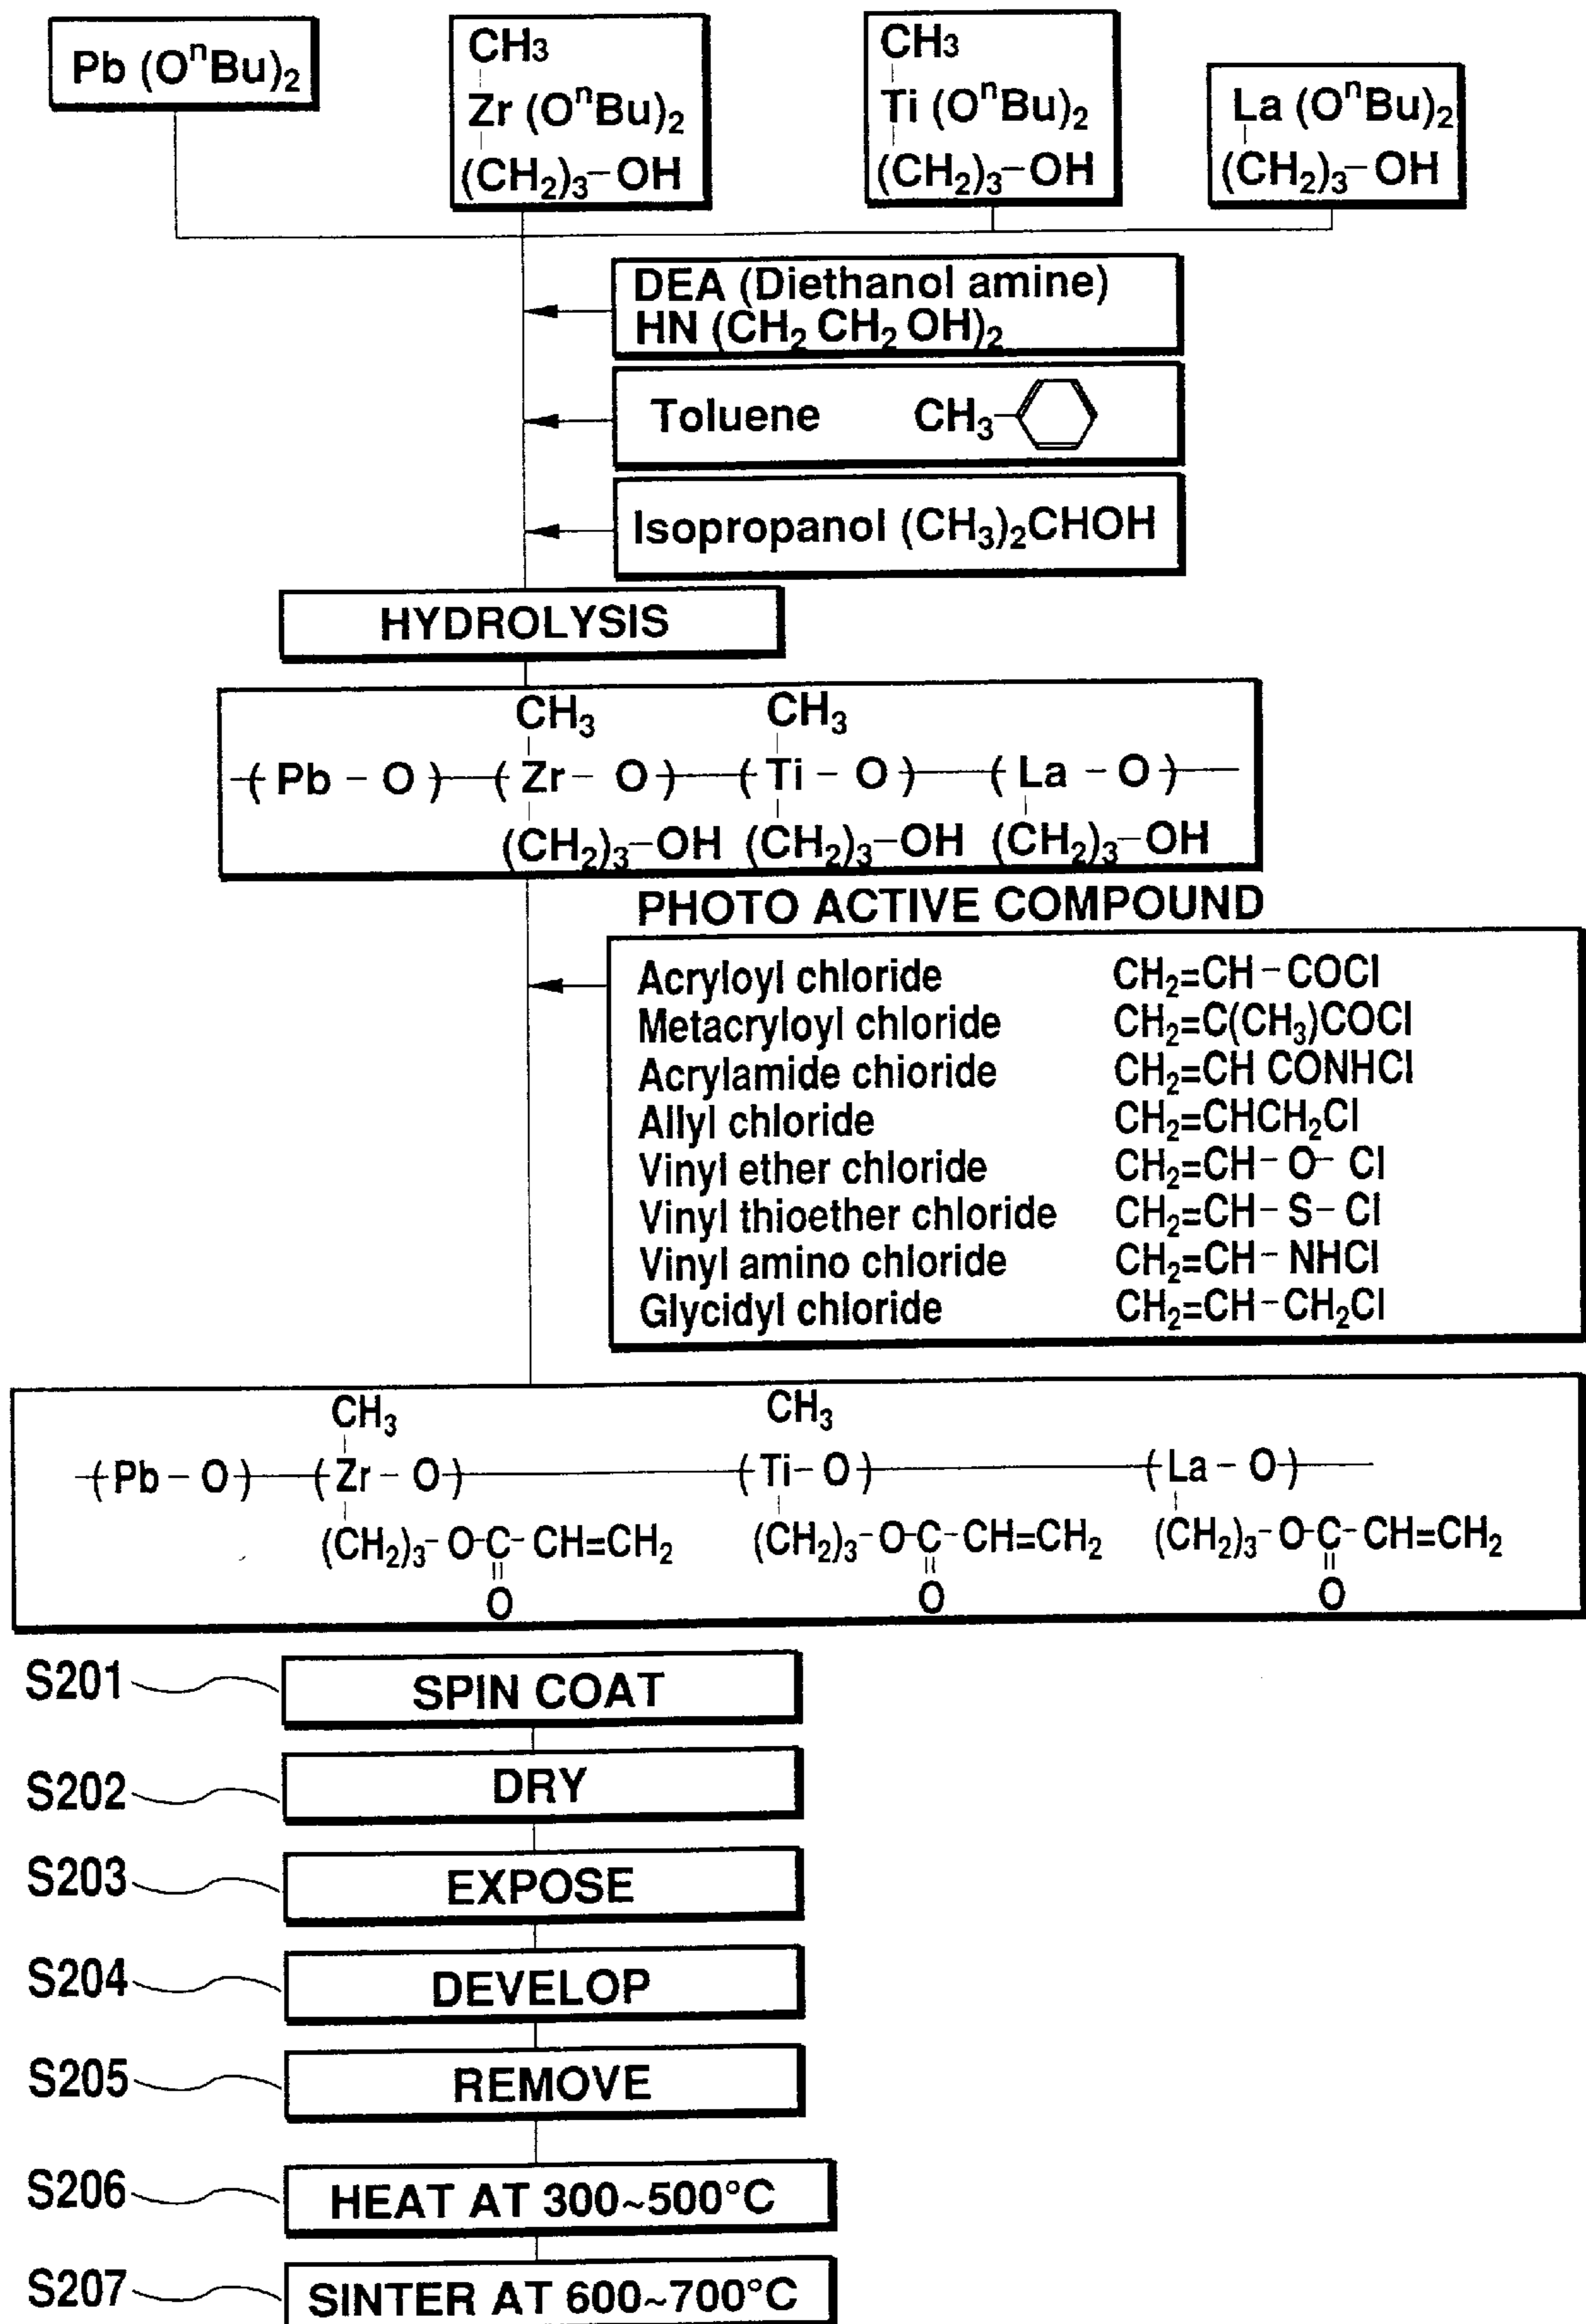 Pb (OⁿBu)₂
CH₃
Zr (OⁿBu)₂
(CH₂)₃–OH
CH₃
Ti (OⁿBu)₂
(CH₂)₃–OH
La (OⁿBu)₂
(CH₂)₃–OH
DEA (Diethanol amine)
HN (CH₂ CH₂ OH)₂
Toluene CH₃
Isopropanol (CH₃)₂CHOH
HYDROLYSIS
CH₃ CH₃
( Pb – O ) ( Zr – O ) ( Ti – O ) ( La – O )
(CH₂)₃–OH (CH₂)₃–OH (CH₂)₃–OH
PHOTO ACTIVE COMPOUND
Acryloyl chloride CH₂=CH–COCl
Metacryloyl chloride CH₂=C(CH₃)COCl
Acrylamide chioride CH₂=CH CONHCl
Allyl chloride CH₂=CHCH₂Cl
Vinyl ether chloride CH₂=CH– O– Cl
Vinyl thioether chloride CH₂=CH– S– Cl
Vinyl amino chloride CH₂=CH– NHCl
Glycidyl chloride CH₂=CH–CH₂Cl
CH₃ CH₃
( Pb – O ) ( Zr – O ) ( Ti – O ) ( La – O )
(CH₂)₃–O–C–CH=CH₂ (CH₂)₃–O–C–CH=CH₂ (CH₂)₃–O–C–CH=CH₂
O O O
S201 SPIN COAT
S202 DRY
S203 EXPOSE
S204 DEVELOP
S205 REMOVE
S206 HEAT AT 300~500°C
S207 SINTER AT 600~700°C